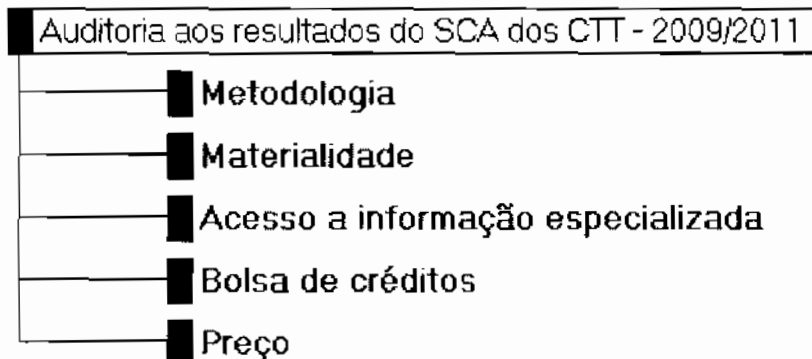 Auditoria aos resultados do SCA dos CTT - 2009/2011
Metodologia
Materialidade
Acesso a informação especializada
Bolsa de créditos
Preço